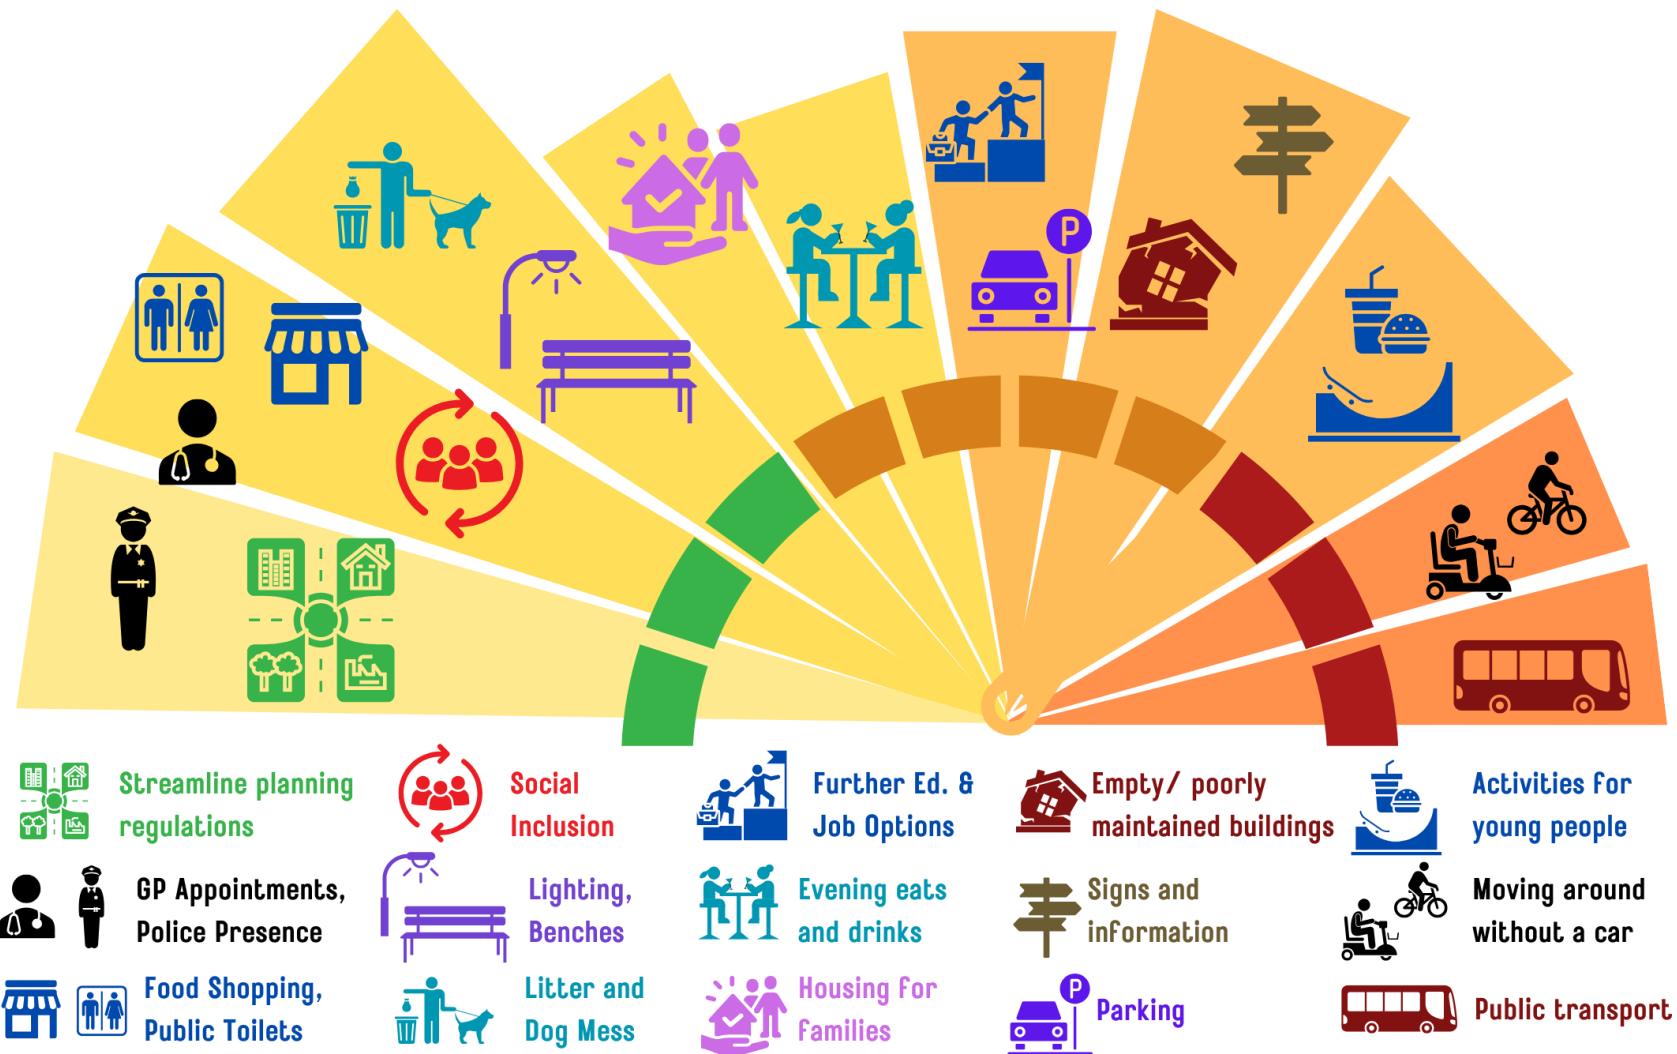 P
P
Streamline planning
regulations
Social
Inclusion
Further Ed. &
Job Options
Empty/ poorly
maintained buildings
Activities for
young people
GP Appointments,
Police Presence
Lighting,
Benches
Evening eats
and drinks
Signs and
information
Moving around
without a car
Food Shopping,
Public Toilets
Litter and
Dog Mess
Housing for
families
P
Parking
Public transport